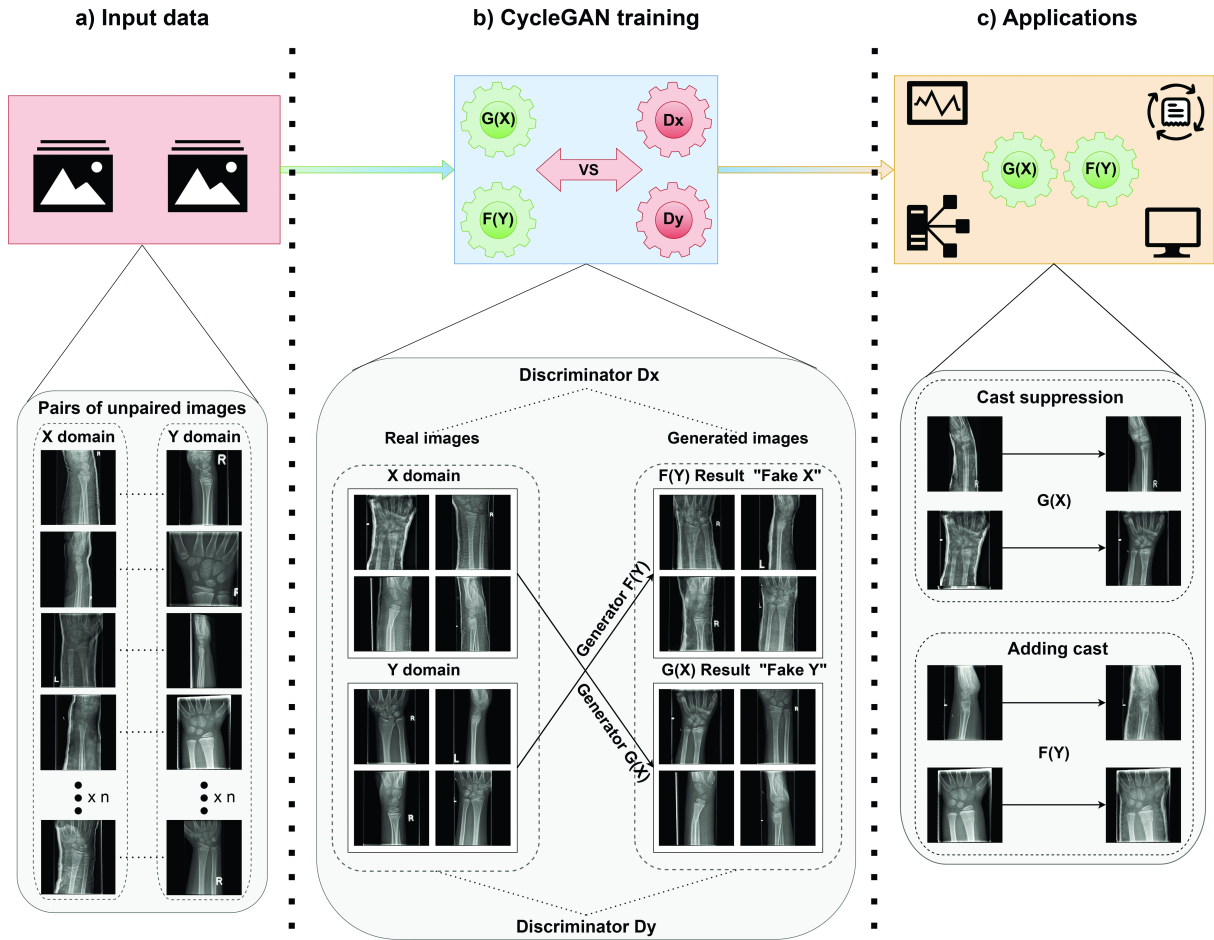 a) Input data
b) CycleGAN training
c) Applications
G(X)
Dx
VS
F(Y)
Dy
G(X)
F(Y)
Pairs of unpaired images
X domain
Y domain
R
R
L
x n
x n
R
Discriminator Dx
Real images
Generated images
X domain
F(Y) Result "Fake X"
R
R
R
L
L
R
Generator F(Y)
Y domain
G(X) Result "Fake Y"
Generator G(X)
R
L
R
L
R
R
Discriminator Dy
Cast suppression
R
R
G(X)
Adding cast
F(Y)